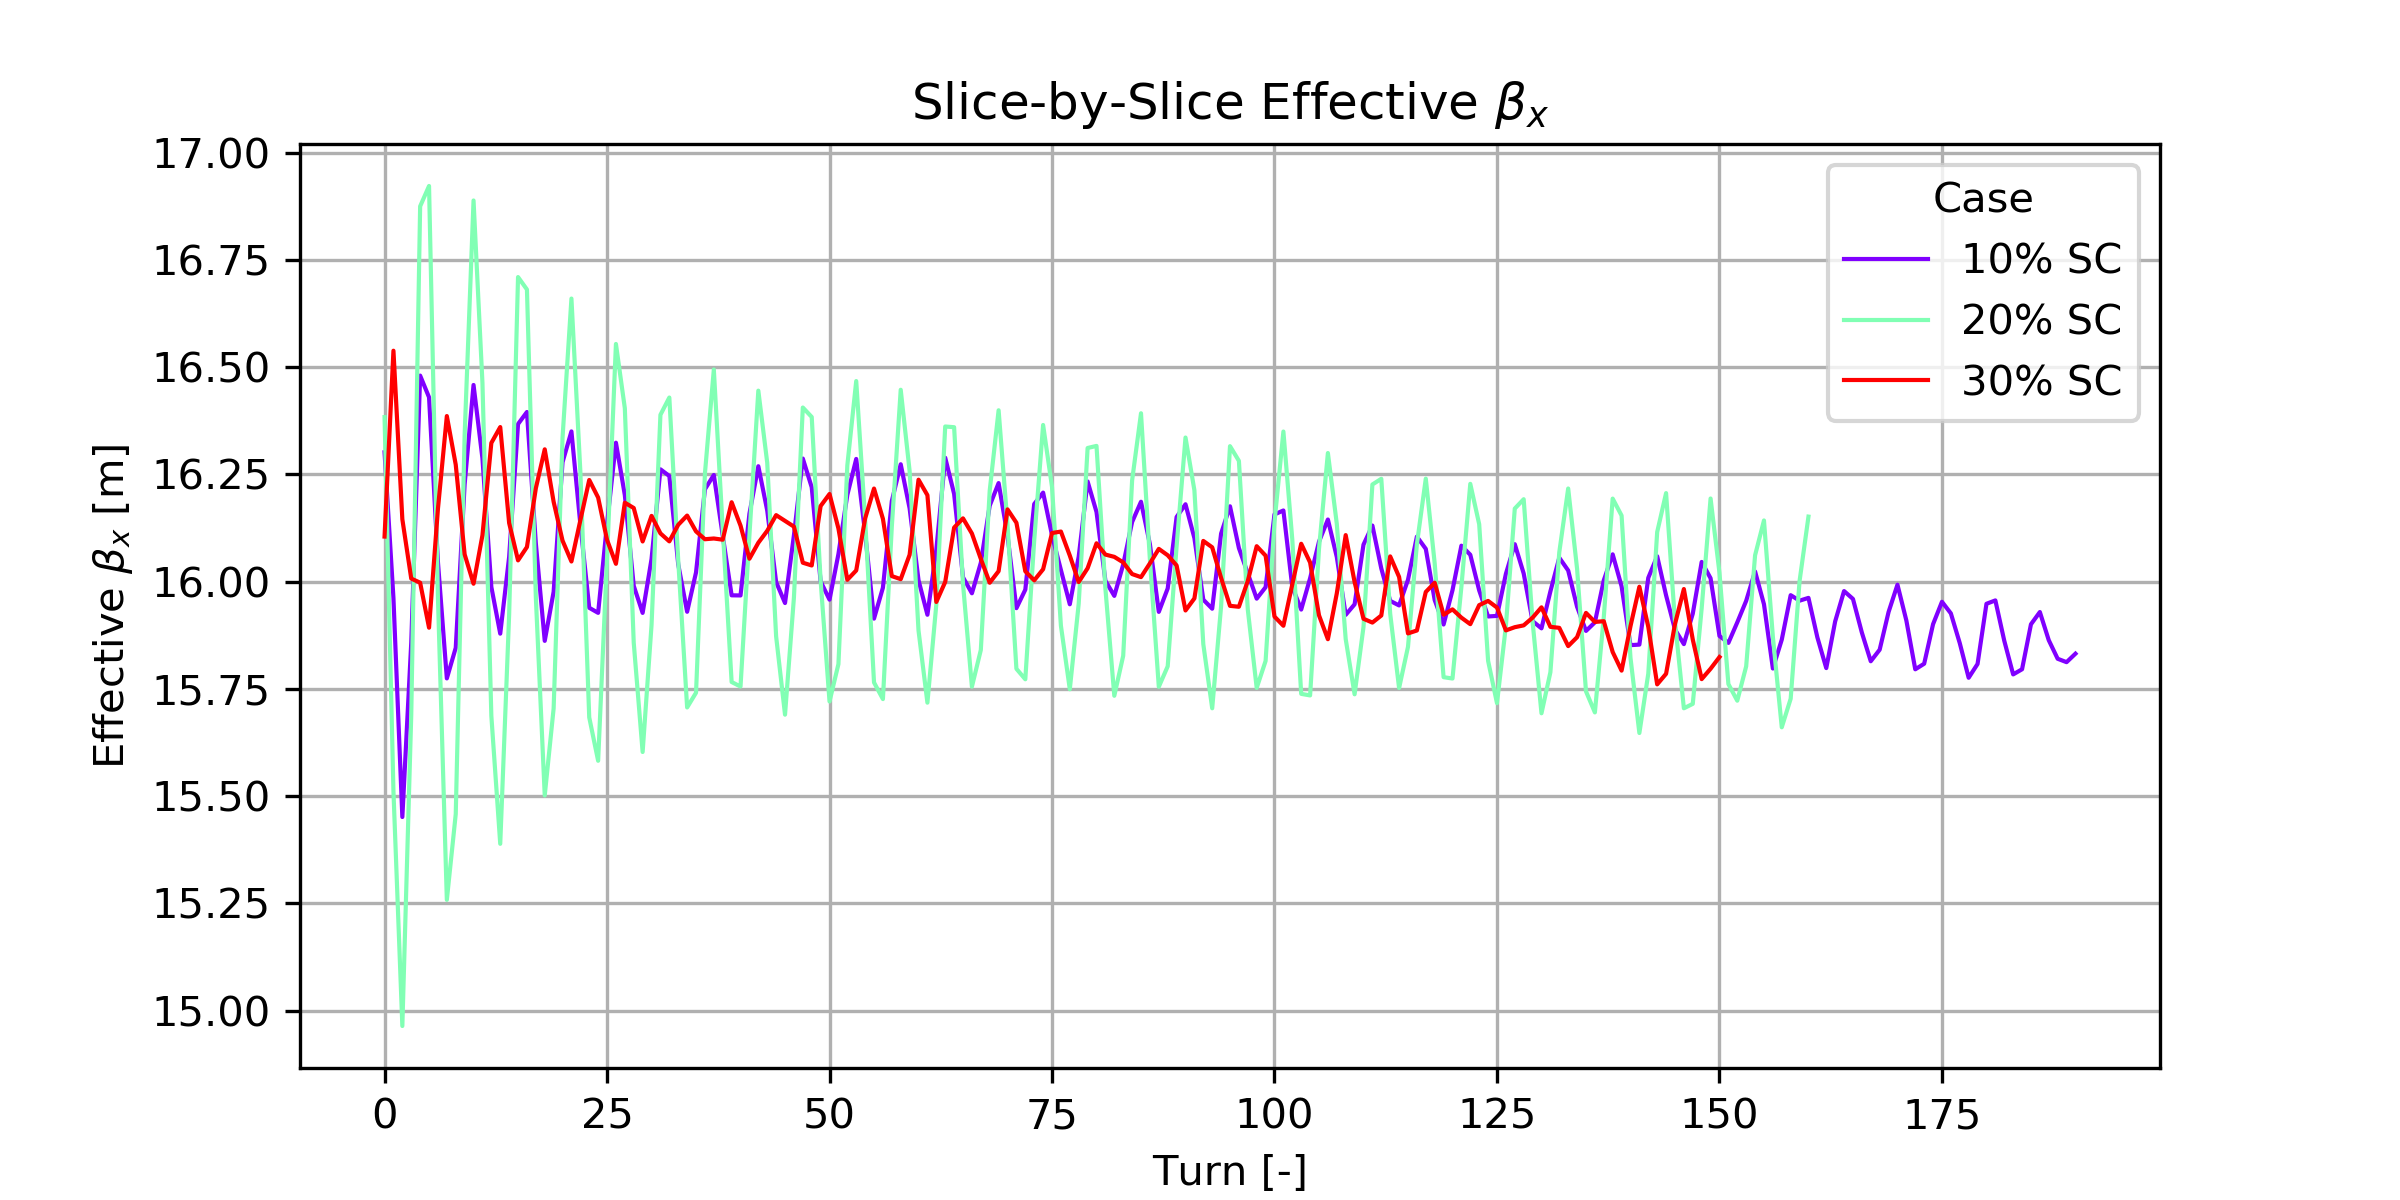 Slice-by-Slice Effective βx
17.00
16.75
16.50
16.25
16.00
15.75
15.50
15.25
15.00
Effective βx [m]
Case
10% SC
20% SC
30% SC
0 25 50 75 100 125 150 175
Turn [-]